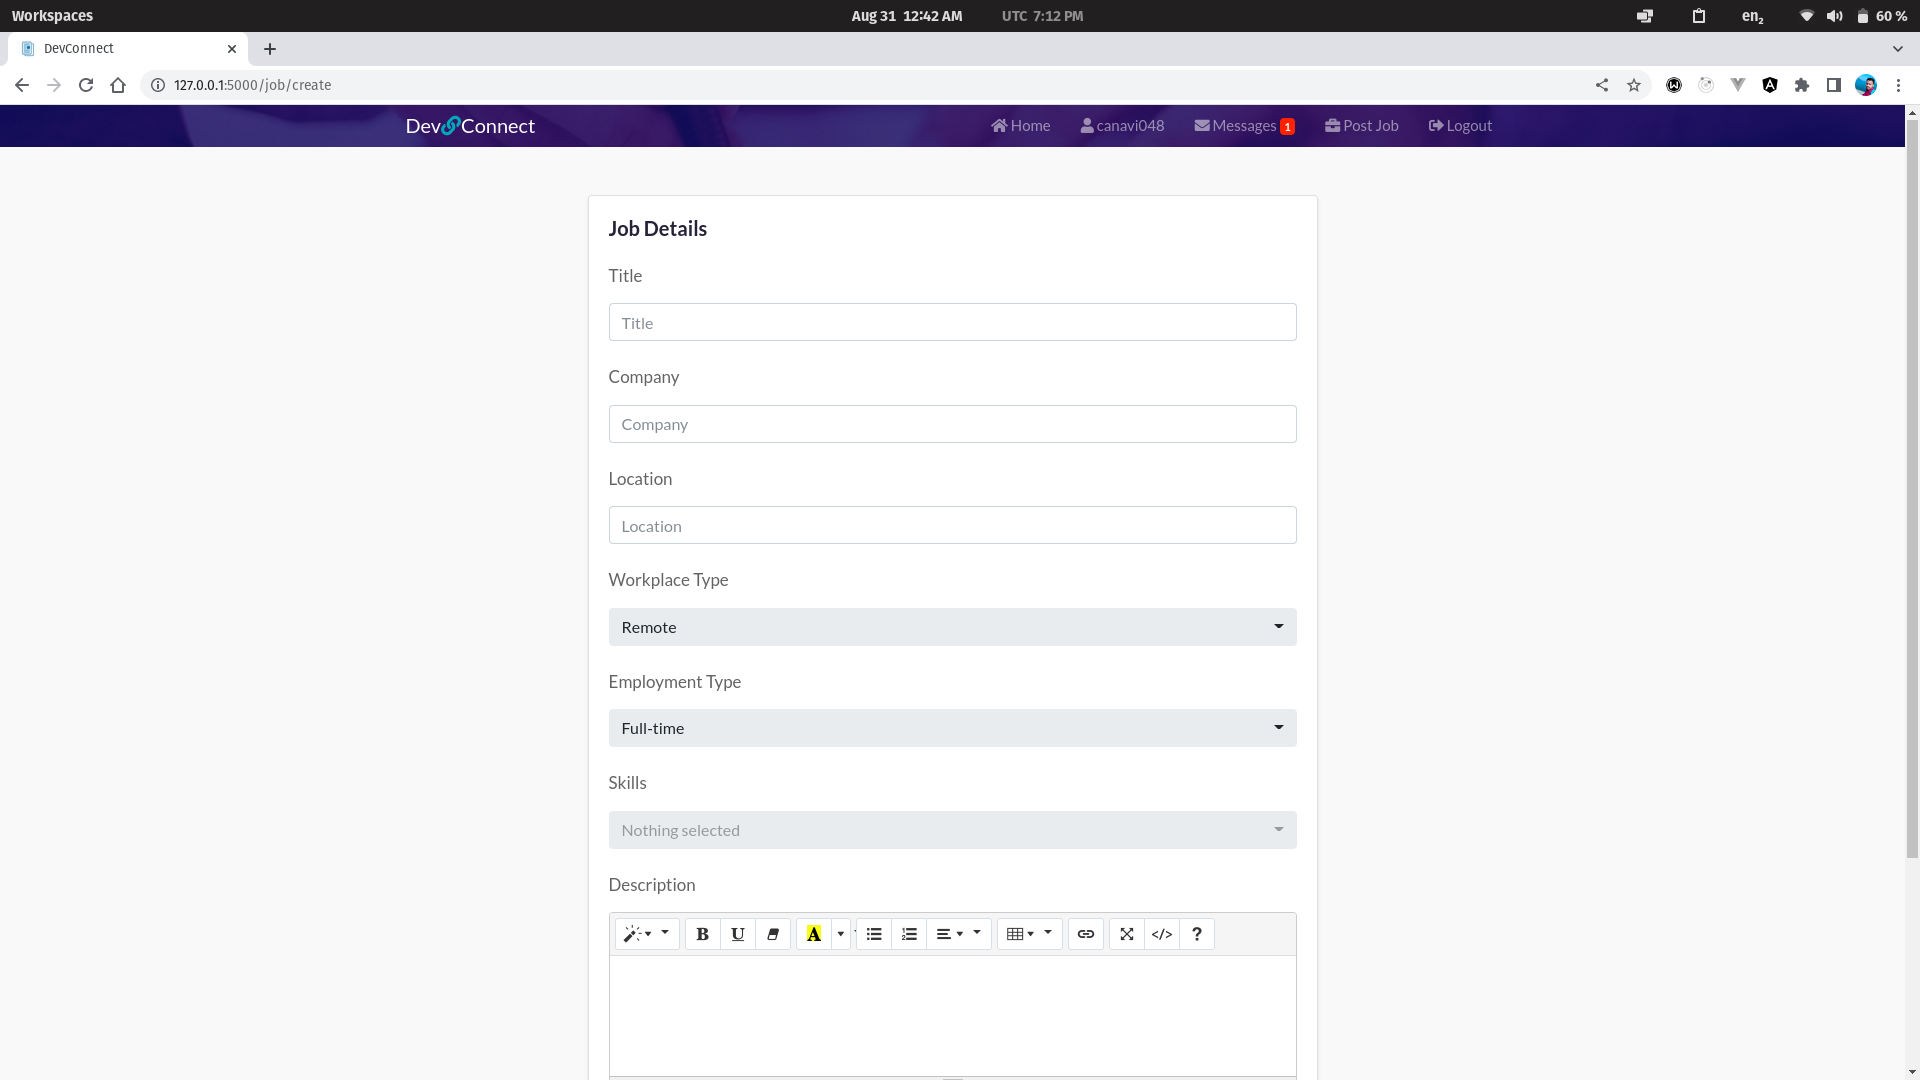 Workspaces
Aug 31 12:42 AM
UTC 7:12 PM
en2
60 %
DevConnect
127.0.0.1:5000/job/create
DevConnect
Home
canavi048
Messages 1
Post Job
Logout
Job Details
Title
Title
Company
Company
Location
Location
Workplace Type
Remote
Employment Type
Full-time
Skills
Nothing selected
Description
B U A </> ?